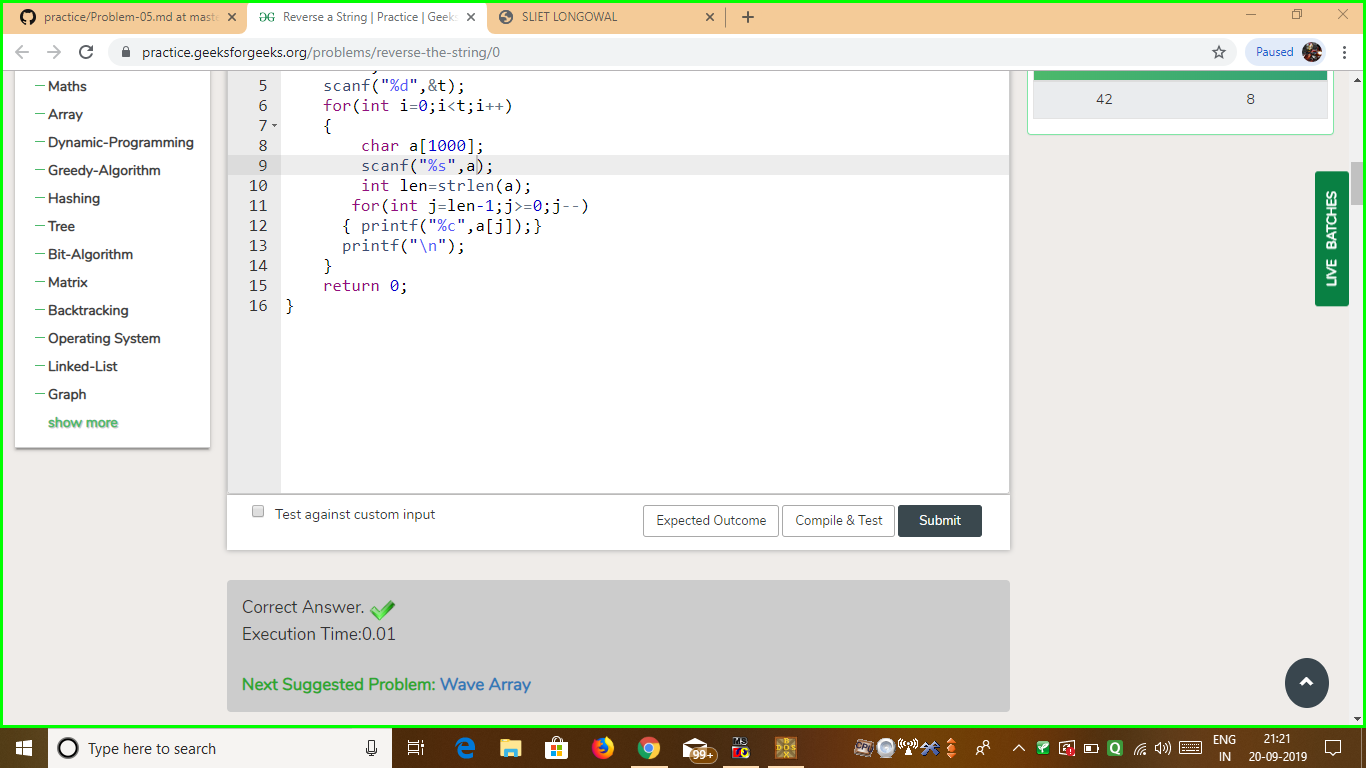 practice/Problem-05.md at maste
Reverse a String | Practice | Geeks
SLIET LONGOWAL
practice.geeksforgeeks.org/problems/reverse-the-string/0
Paused
Maths
Array
Dynamic-Programming
Greedy-Algorithm
Hashing
Tree
Bit-Algorithm
Matrix
Backtracking
Operating System
Linked-List
Graph
show more
5 scanf("%d",&t);
6 for(int i=0;i<t;i++)
7 {
8 char a[1000];
9 scanf("%s",a);
10 int len=strlen(a);
11 for(int j=len-1;j>=0;j--)
12 { printf("%c",a[j]);}
13 printf("\n");
14 }
15 return 0;
16 }
42 8
LIVE BATCHES
Test against custom input
Expected Outcome
Compile & Test
Submit
Correct Answer.
Execution Time:0.01
Next Suggested Problem: Wave Array
Type here to search
99+
ENG
IN
21:21
20-09-2019